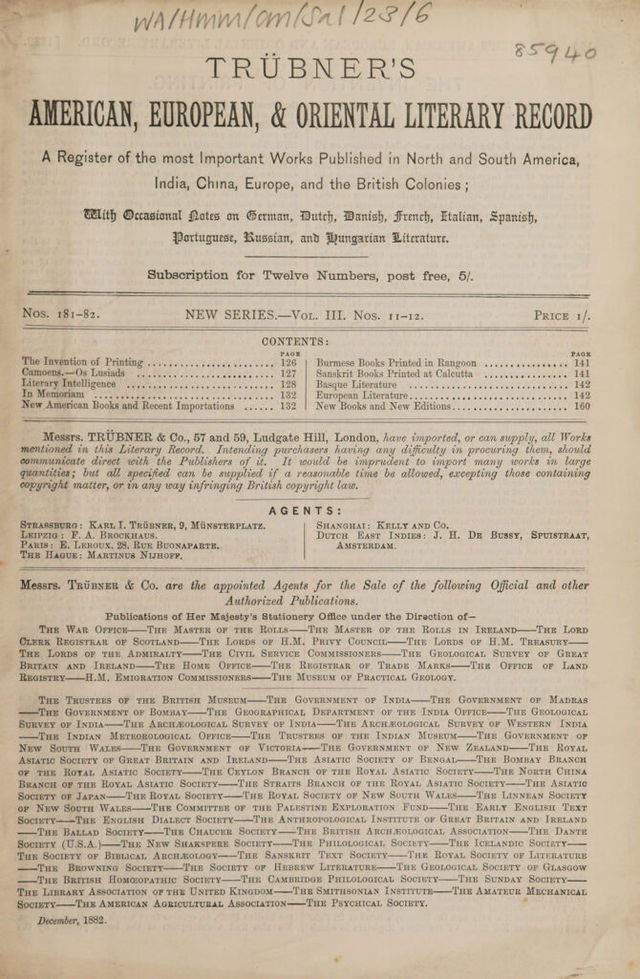 WA/HMM/CM/Sal/23/6
85940
TRÜBNER'S
AMERICAN, EUROPEAN, & ORIENTAL LITERARY RECORD
A Register of the most Important Works Published in North and South America,
India, China, Europe, and the British Colonies;
With Occasional Notes on German, Dutch, Danish, French, Italian, Spanish,
Portuguese, Russian, and Hungarian Literature.
Subscription for Twelve Numbers, post free, 5/.
Nos. 181-82. NEW SERIES.—Vol. III. Nos. 11-12. Price 1/.
CONTENTS:
PAGE
The Invention of Printing ........................ 126
Camoens.—Os Lusiads ........................ 127
Literary Intelligence ........................ 128
In Memoriam ........................ 132
New American Books and Recent Importations ...... 132
PAGE
Burmese Books Printed in Rangoon ............... 141
Sanskrit Books Printed at Calcutta ............... 141
Basque Literature ............................ 142
European Literature............................ 142
New Books and New Editions..................... 160
Messrs. TRÜBNER & Co., 57 and 59, Ludgate Hill, London, have imported, or can supply, all Works
mentioned in this Literary Record. Intending purchasers having any difficulty in procuring them, should
communicate direct with the Publishers of it. It would be imprudent to import many works in large
quantities; but all specified can be supplied if a reasonable time be allowed, excepting those containing
copyright matter, or in any way infringing British copyright law.
AGENTS:
Strassburg: Karl I. Trübner, 9, Münsterplatz.
Leipzig: F. A. Brockhaus.
Paris: E. Leroux, 28, Rue Buonaparte.
The Hague: Martinus Nijhoff.
Shanghai: Kelly and Co.
Dutch East Indies: J. H. De Bussy, Spuistraat,
Amsterdam.
Messrs. Trübner & Co. are the appointed Agents for the Sale of the following Official and other
Authorized Publications.
Publications of Her Majesty's Stationery Office under the Direction of—
The War Office—The Master of the Rolls—The Master of the Rolls in Ireland—The Lord
Clerk Registrar of Scotland—The Lords of H.M. Privy Council—The Lords of H.M. Treasury—
The Lords of the Admiralty—The Civil Service Commissioners—The Geological Survey of Great
Britain and Ireland—The Home Office—The Registrar of Trade Marks—The Office of Land
Registry—H.M. Emigration Commissioners—The Museum of Practical Geology.
The Trustees of the British Museum—The Government of India—The Government of Madras
—The Government of Bombay—The Geographical Department of the India Office—The Geological
Survey of India—The Archæological Survey of India—The Archæological Survey of Western India
—The Indian Meteorological Office—The Trustees of the Indian Museum—The Government of
New South Wales—The Government of Victoria—The Government of New Zealand—The Royal
Asiatic Society of Great Britain and Ireland—The Asiatic Society of Bengal—The Bombay Branch
of the Royal Asiatic Society—The Ceylon Branch of the Royal Asiatic Society—The North China
Branch of the Royal Asiatic Society—The Straits Branch of the Royal Asiatic Society—The Asiatic
Society of Japan—The Royal Society—The Royal Society of New South Wales—The Linnean Society
of New South Wales—The Committee of the Palestine Exploration Fund—The Early English Text
Society—The English Dialect Society—The Anthropological Institute of Great Britain and Ireland
—The Ballad Society—The Chaucer Society—The British Archæological Association—The Dante
Society (U.S.A.)—The New Shakspere Society—The Philological Society—The Icelandic Society—
The Society of Biblical Archæology—The Sanskrit Text Society—The Royal Society of Literature
—The Browning Society—The Society of Hebrew Literature—The Geological Society of Glasgow
—The British Homœopathic Society—The Cambridge Philological Society—The Sunday Society—
The Library Association of the United Kingdom—The Smithsonian Institute—The Amateur Mechanical
Society—The American Agricultural Association—The Psychical Society.
December, 1882.